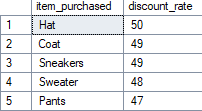 item_purchased discount_rate
1 Hat 50
2 Coat 49
3 Sneakers 49
4 Sweater 48
5 Pants 47